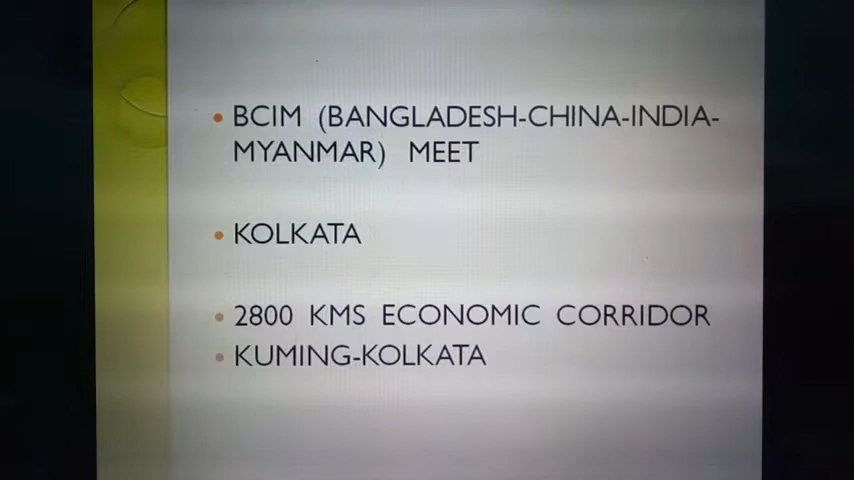 BCIM (BANGLADESH-CHINA-INDIA-
MYANMAR) MEET
KOLKATA
2800 KMS ECONOMIC CORRIDOR
KUMING-KOLKATA